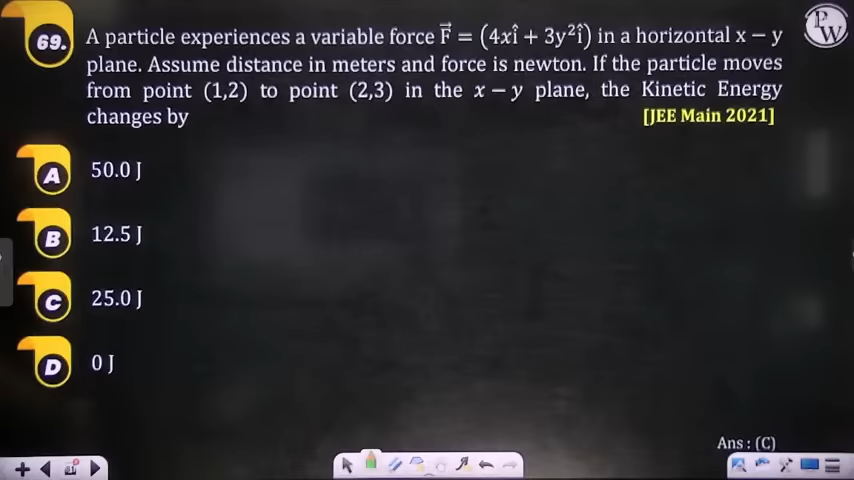 69.
A particle experiences a variable force F⃗ = (4xî + 3y²î) in a horizontal x − y
plane. Assume distance in meters and force is newton. If the particle moves
from point (1,2) to point (2,3) in the x − y plane, the Kinetic Energy
changes by
[JEE Main 2021]
A 50.0 J
B 12.5 J
C 25.0 J
D 0 J
Ans : (C)
PW